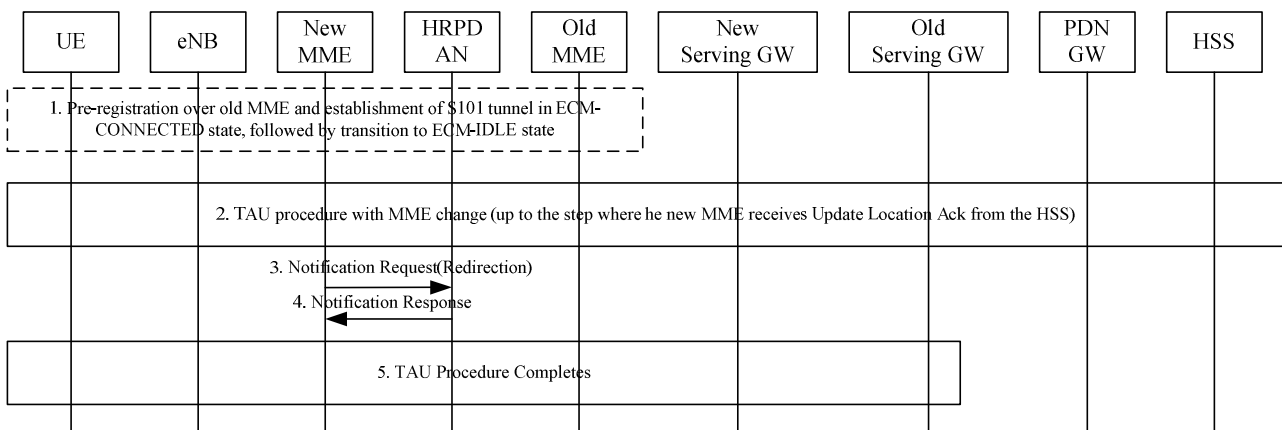 UE
eNB
New
MME
HRPD
AN
Old
MME
New
Serving GW
Old
Serving GW
PDN
GW
HSS
1. Pre-registration over old MME and establishment of S101 tunnel in ECM-
CONNECTED state, followed by transition to ECM-IDLE state
2. TAU procedure with MME change (up to the step where he new MME receives Update Location Ack from the HSS)
3. Notification Request(Redirection)
4. Notification Response
5. TAU Procedure Completes